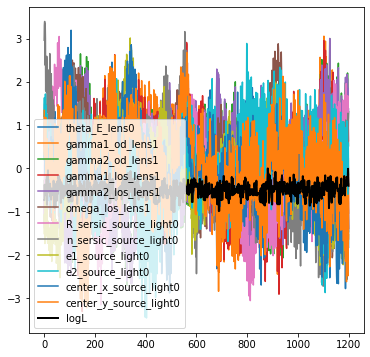 3
2
1
0
−1
−2
−3
theta_E_lens0
gamma1_od_lens1
gamma2_od_lens1
gamma1_los_lens1
gamma2_los_lens1
omega_los_lens1
R_sersic_source_light0
n_sersic_source_light0
e1_source_light0
e2_source_light0
center_x_source_light0
center_y_source_light0
logL
0 200 400 600 800 1000 1200